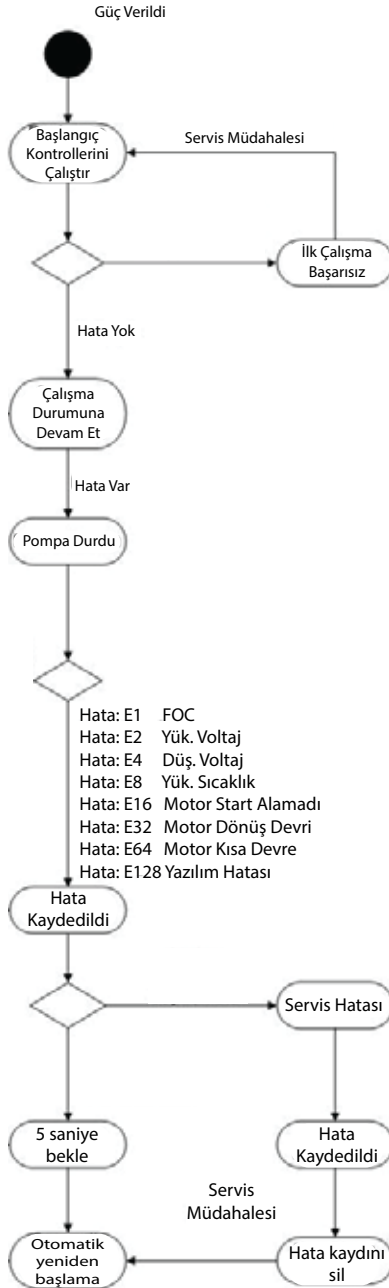 Güç Verildi
Başlangıç
Kontrollerini
Çalıştır
Servis Müdahalesi
İlk Çalışma
Başarısız
Hata Yok
Çalışma
Durumuna
Devam Et
Hata Var
Pompa Durdu
Hata: E1 FOC
Hata: E2 Yük. Voltaj
Hata: E4 Düş. Voltaj
Hata: E8 Yük. Sıcaklık
Hata: E16 Motor Start Alamadı
Hata: E32 Motor Dönüş Devri
Hata: E64 Motor Kısa Devre
Hata: E128 Yazılım Hatası
Hata
Kaydedildi
Servis Hatası
5 saniye
bekle
Hata
Kaydedildi
Servis
Müdahalesi
Otomatik
yeniden
başlama
Hata kaydını
sil